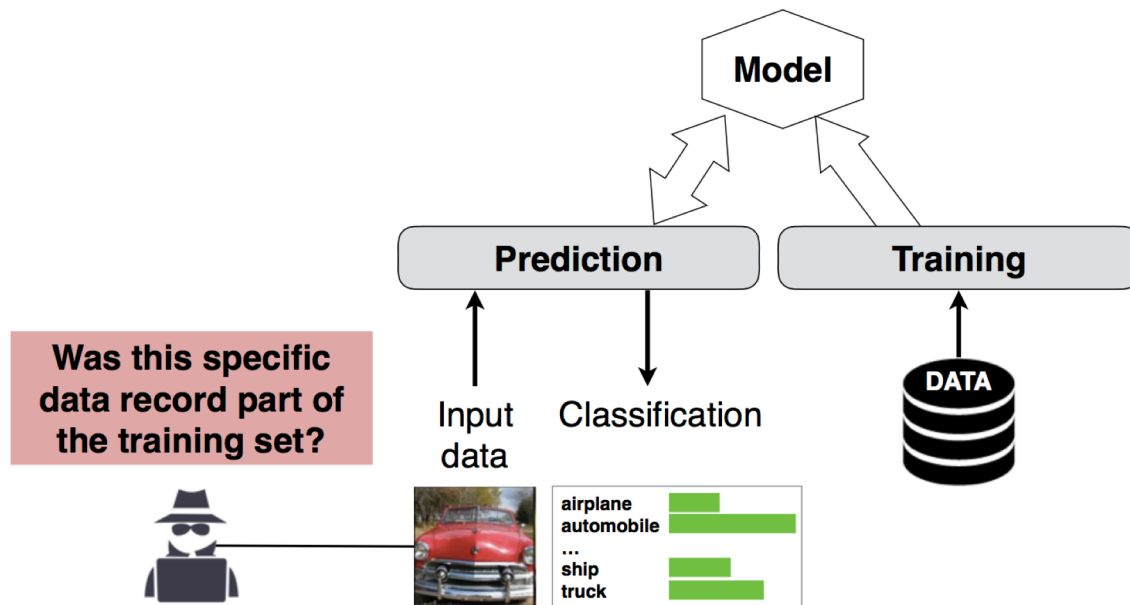 Model
Prediction
Training
Was this specific
data record part of
the training set?
Input
data
Classification
DATA
airplane
automobile
...
ship
truck